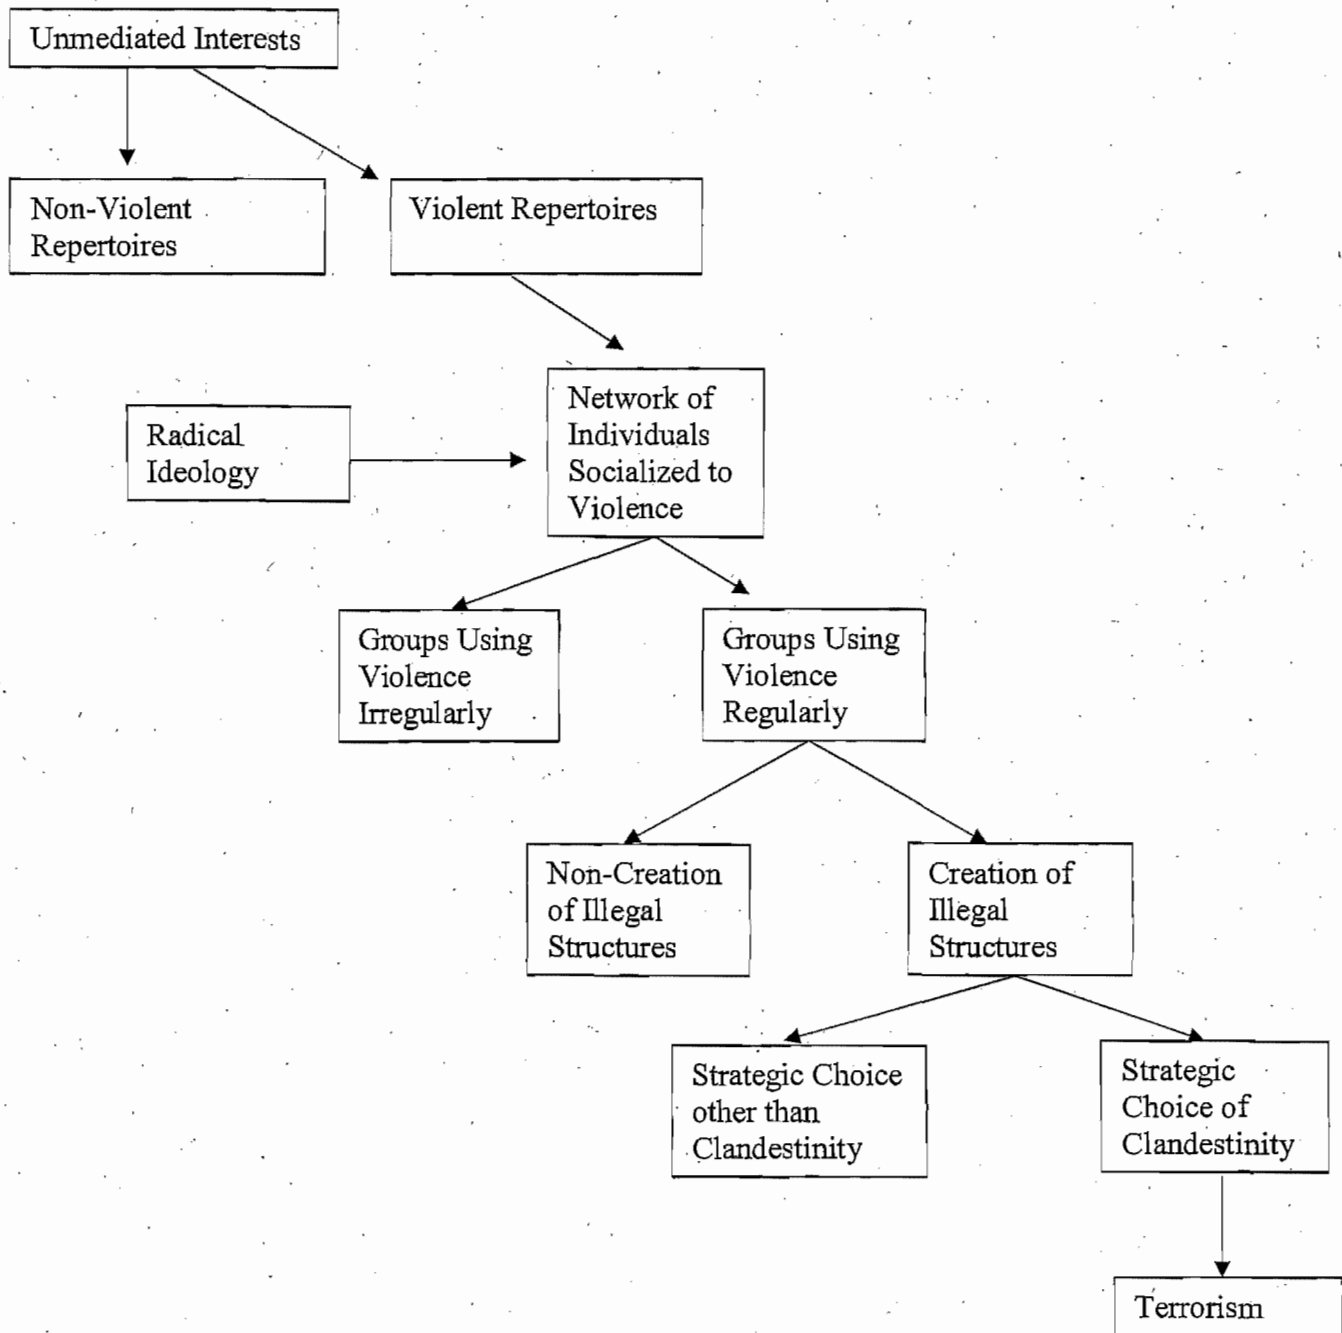 Unmediated Interests
Non-Violent
Repertoires
Violent Repertoires
Radical
Ideology
Network of
Individuals
Socialized to
Violence
Groups Using
Violence
Irregularly
Groups Using
Violence
Regularly
Non-Creation
of Illegal
Structures
Creation of
Illegal
Structures
Strategic Choice
other than
Clandestinity
Strategic
Choice of
Clandestinity
Terrorism